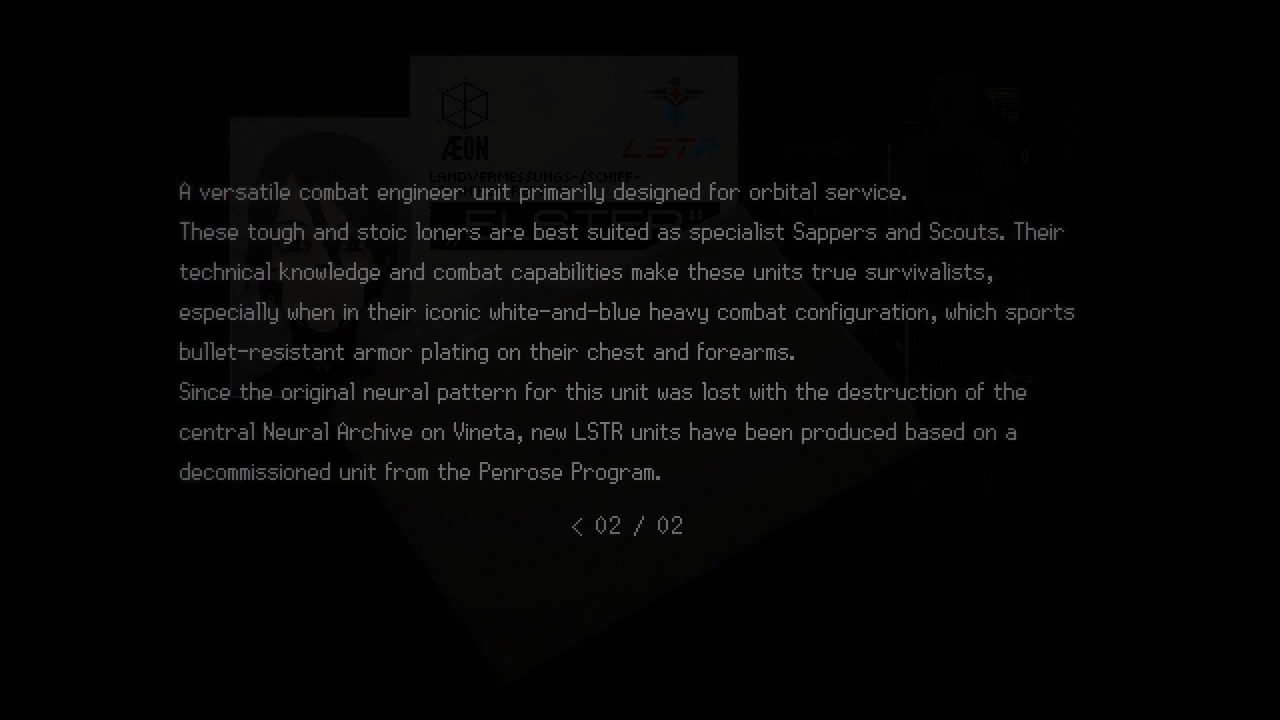 ÆON
LSTR
LANDVERMESSUNGS-/SCHIFF-
"ELSTER"
A versatile combat engineer unit primarily designed for orbital service.
These tough and stoic loners are best suited as specialist Sappers and Scouts. Their
technical knowledge and combat capabilities make these units true survivalists,
especially when in their iconic white-and-blue heavy combat configuration, which sports
bullet-resistant armor plating on their chest and forearms.
Since the original neural pattern for this unit was lost with the destruction of the
central Neural Archive on Vineta, new LSTR units have been produced based on a
decommissioned unit from the Penrose Program.
< 02 / 02